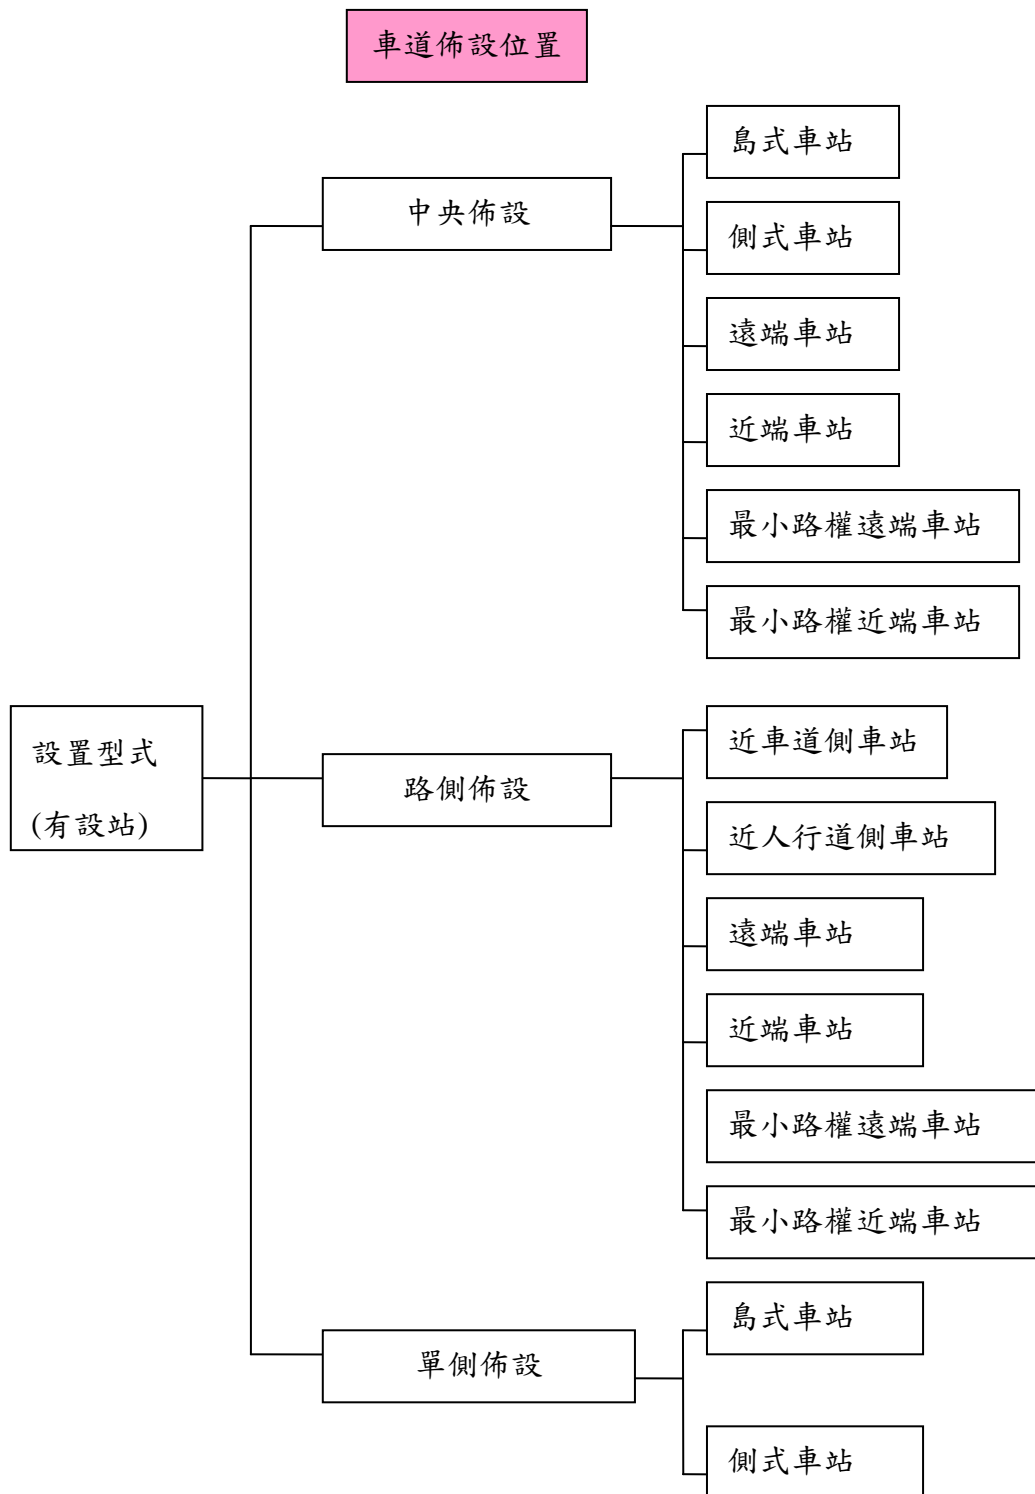 車道佈設位置
島式車站
中央佈設
側式車站
遠端車站
近端車站
最小路權遠端車站
最小路權近端車站
設置型式
(有設站)
近車道側車站
路側佈設
近人行道側車站
遠端車站
近端車站
最小路權遠端車站
最小路權近端車站
島式車站
單側佈設
側式車站